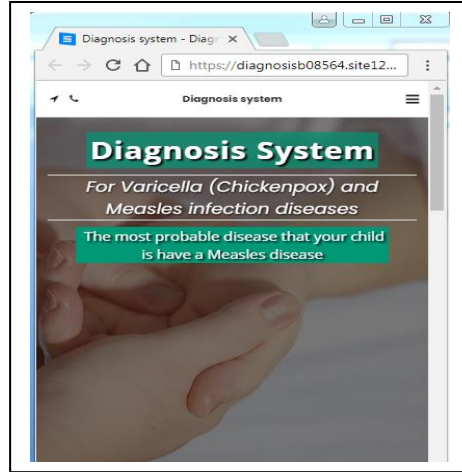 Diagnosis system - Diagn
https://diagnosisb08564.site12...
Diagnosis system
Diagnosis System
For Varicella (Chickenpox) and
Measles infection diseases
The most probable disease that your child
is have a Measles disease